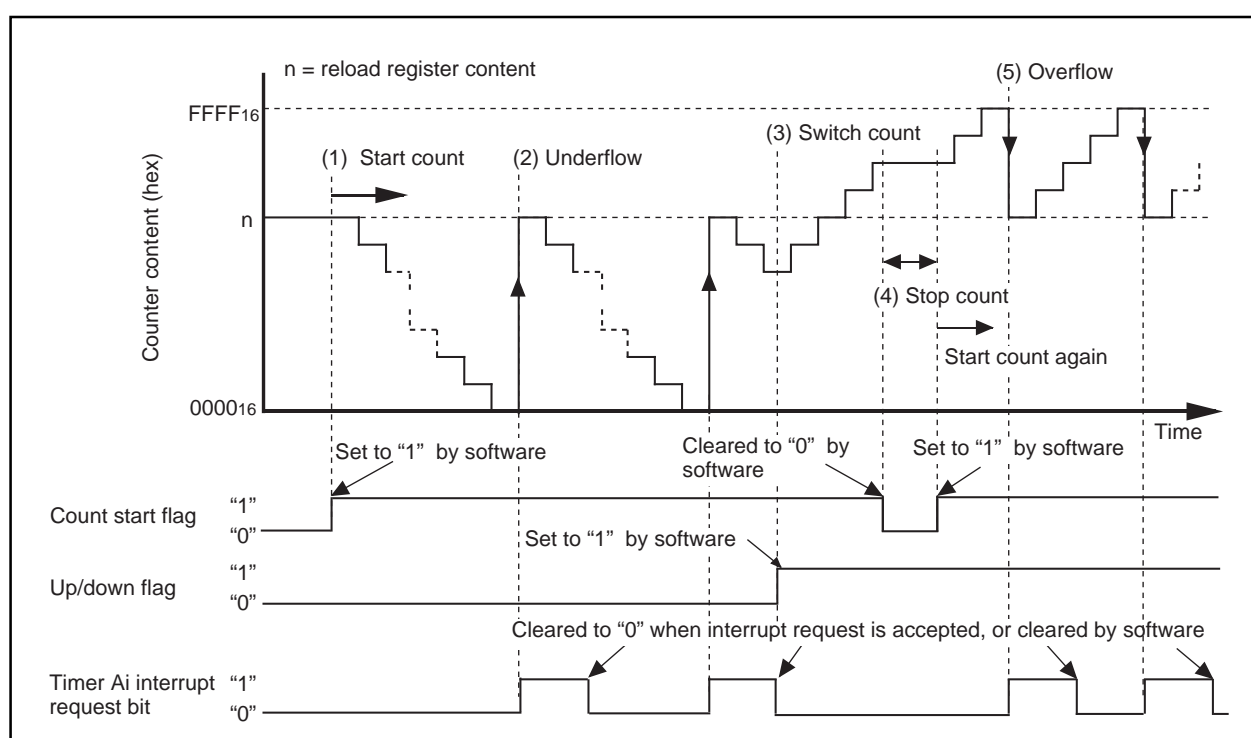 n = reload register content
(5) Overflow
FFFF16
(3) Switch count
(1) Start count
(2) Underflow
Counter content (hex)
n
(4) Stop count
Start count again
000016
Time
Set to “1” by software
Cleared to “0” by
software
Set to “1” by software
Count start flag
“1”
“0”
Set to “1” by software
Up/down flag
“1”
“0”
Cleared to “0” when interrupt request is accepted, or cleared by software
Timer Ai interrupt
request bit
“1”
“0”